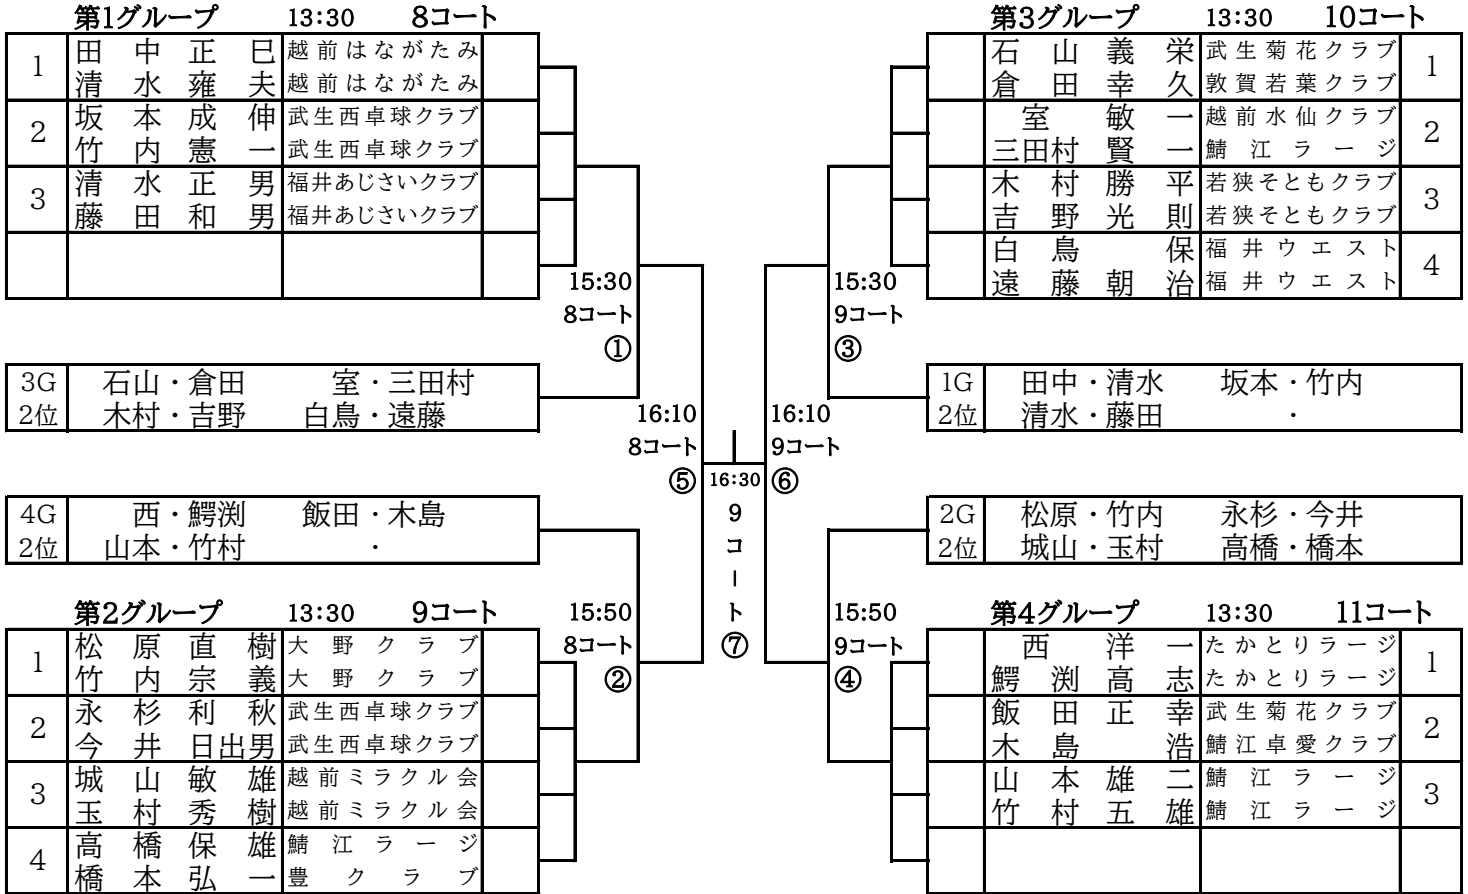 第1グループ 13:30 8コート
1 田中正巳 越前はながたみ
清水雍夫 越前はながたみ
2 坂本成伸 武生西卓球クラブ
竹内憲一 武生西卓球クラブ
3 清水正男 福井あじさいクラブ
藤田和男 福井あじさいクラブ
15:30
8コート
①
3G 石山・倉田 室・三田村
2位 木村・吉野 白鳥・遠藤
16:10
8コート
⑤
4G 西・鰐渕 飯田・木島
2位 山本・竹村 ・
第2グループ 13:30 9コート
1 松原直樹 大野クラブ
竹内宗義 大野クラブ
2 永杉利秋 武生西卓球クラブ
今井日出男 武生西卓球クラブ
3 城山敏雄 越前ミラクル会
玉村秀樹 越前ミラクル会
4 高橋保雄 鯖江ラージ
橋本弘一 豊クラブ
15:50
8コート
②
16:30
9コート
⑦
第3グループ 13:30 10コート
石山義栄 武生菊花クラブ 1
倉田幸久 敦賀若葉クラブ
室敏一 越前水仙クラブ 2
三田村賢一 鯖江ラージ
木村勝平 若狭そともクラブ 3
吉野光則 若狭そともクラブ
白鳥保 福井ウエスト 4
遠藤朝治 福井ウエスト
15:30
9コート
③
1G 田中・清水 坂本・竹内
2位 清水・藤田 ・
16:10
9コート
⑥
2G 松原・竹内 永杉・今井
2位 城山・玉村 高橋・橋本
第4グループ 13:30 11コート
西洋一 たかとりラージ 1
鰐渕高志 たかとりラージ
飯田正幸 武生菊花クラブ 2
木島浩 鯖江卓愛クラブ
山本雄二 鯖江ラージ 3
竹村五雄 鯖江ラージ
15:50
9コート
④